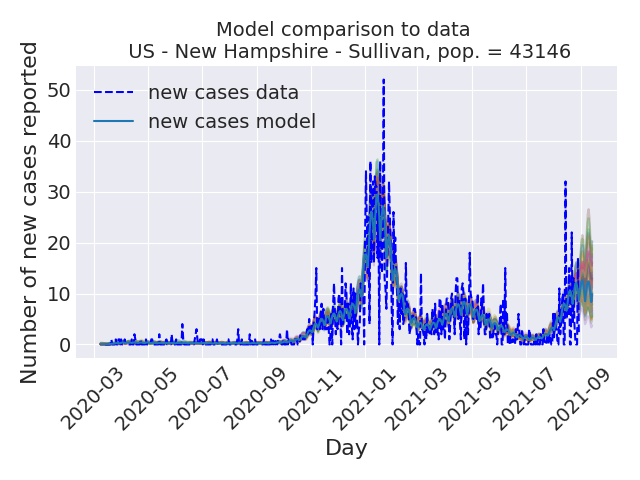 Model comparison to data
US - New Hampshire - Sullivan, pop. = 43146
Number of new cases reported
50
40
30
20
10
0
new cases data
new cases model
2020-03
2020-05
2020-07
2020-09
2020-11
2021-01
2021-03
2021-05
2021-07
2021-09
Day